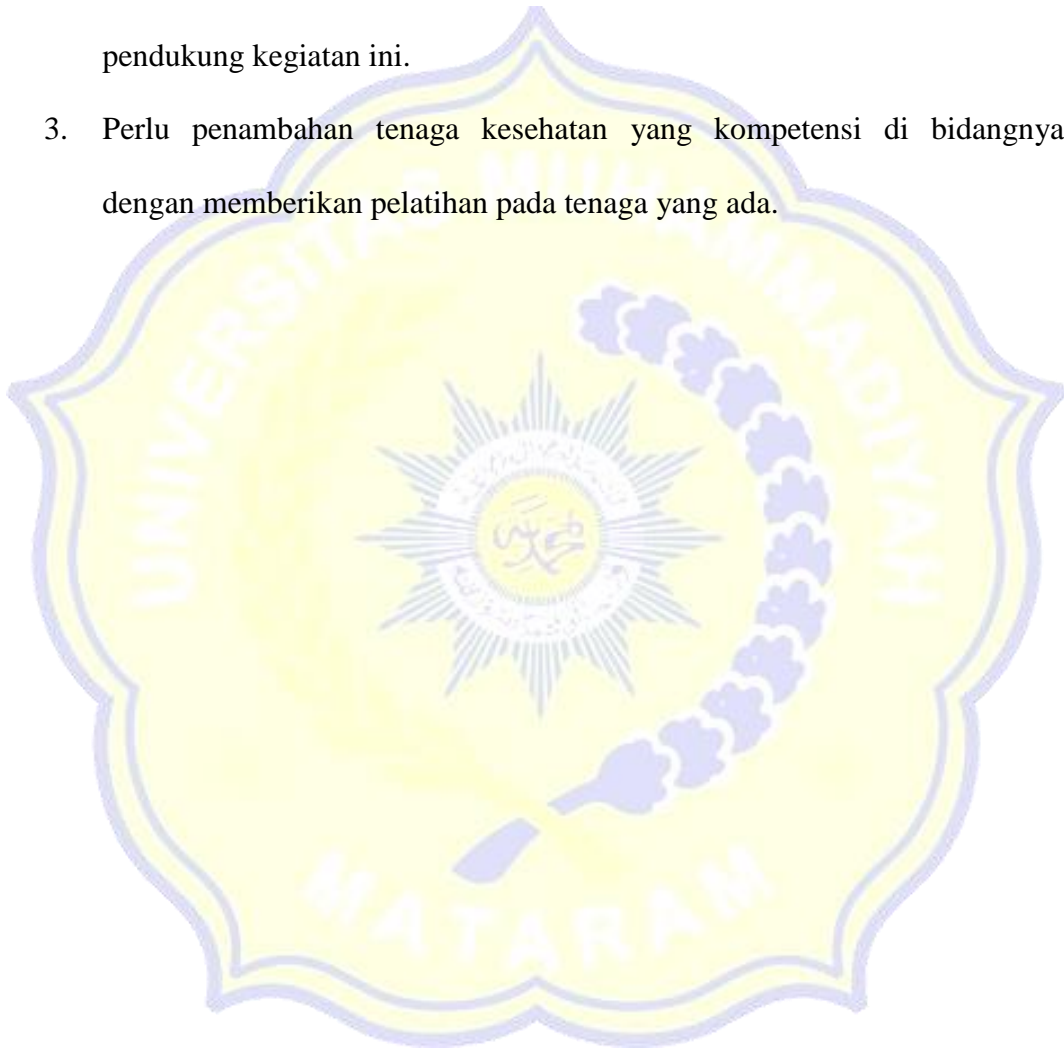 pendukung kegiatan ini.
3. Perlu penambahan tenaga kesehatan yang kompetensi di bidangnya
dengan memberikan pelatihan pada tenaga yang ada.
UNIVERSITAS MUHAMMADIYAH
MATARAM